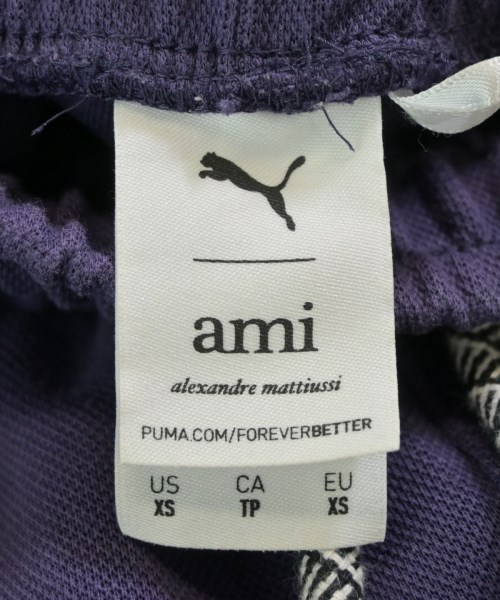 ami
alexandre mattiussi
PUMA.COM/FOREVERBETTER
US CA EU
XS TP XS